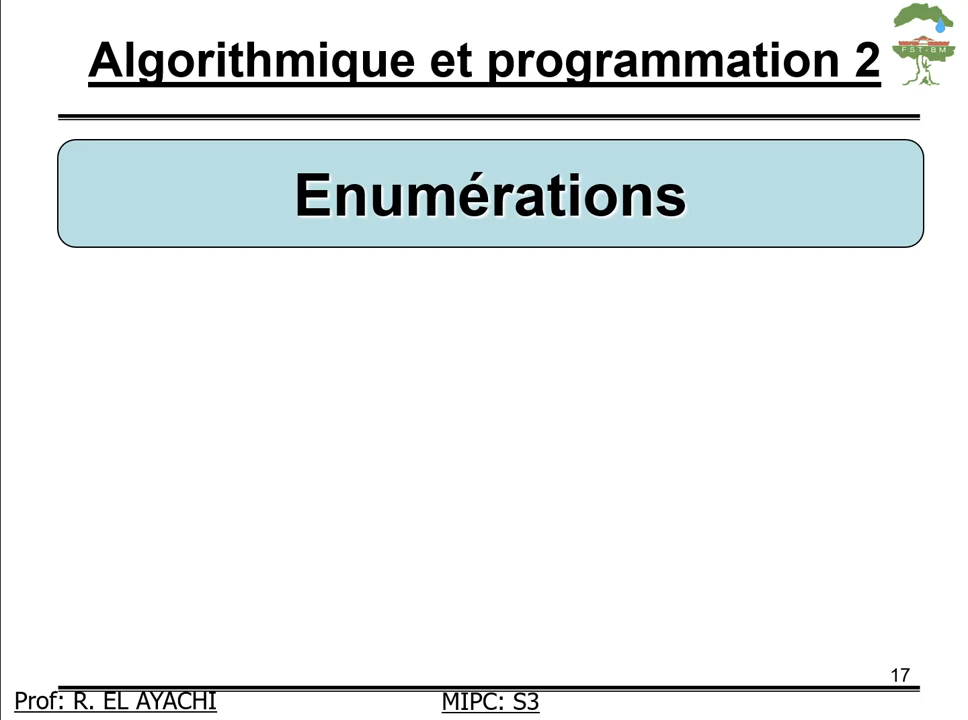 Algorithmique et programmation 2
FST-BM
Enumérations
17
Prof: R. EL AYACHI
MIPC: S3